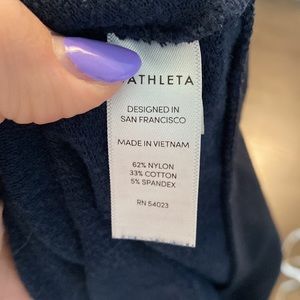 ATHLETA
DESIGNED IN
SAN FRANCISCO
MADE IN VIETNAM
62% NYLON
33% COTTON
5% SPANDEX
RN 54023